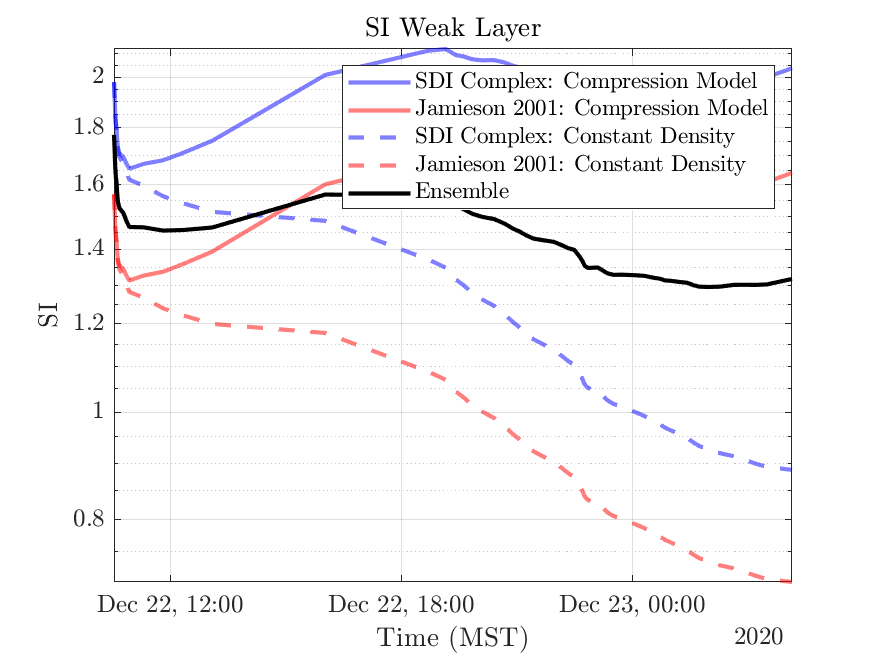 SI Weak Layer
SDI Complex: Compression Model
Jamieson 2001: Compression Model
SDI Complex: Constant Density
Jamieson 2001: Constant Density
Ensemble
SI
2
1.8
1.6
1.4
1.2
1
0.8
Dec 22, 12:00 Dec 22, 18:00 Dec 23, 00:00
Time (MST)
2020